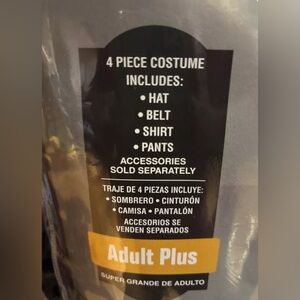 4 PIECE COSTUME
INCLUDES:
• HAT
• BELT
• SHIRT
• PANTS
ACCESSORIES
SOLD SEPARATELY
TRAJE DE 4 PIEZAS INCLUYE:
• SOMBRERO • CINTURÓN
• CAMISA • PANTALÓN
ACCESORIOS SE
VENDEN SEPARADOS
Adult Plus
SUPER GRANDE DE ADULTO